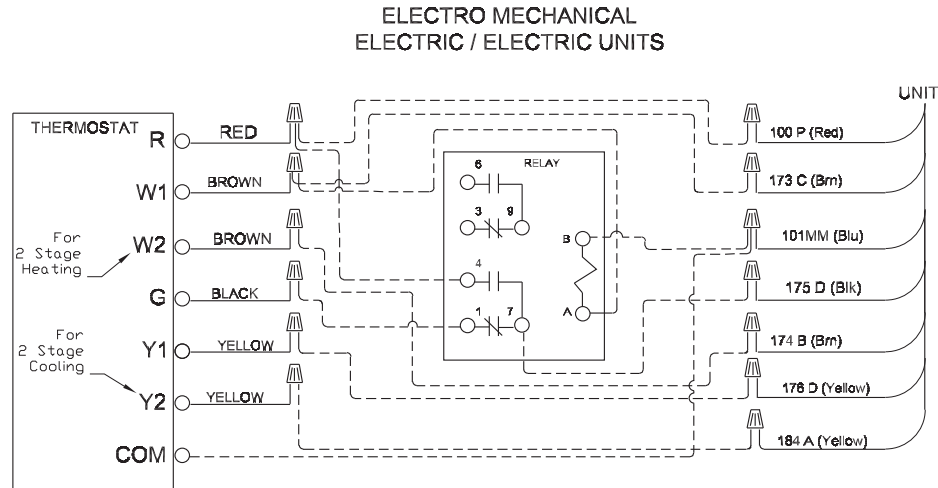 ELECTRO MECHANICAL
ELECTRIC / ELECTRIC UNITS
UNIT
THERMOSTAT
R
RED
100 P (Red)
RELAY
6
W1
BROWN
173 C (Brn)
3
9
For
2 Stage
Heating
W2
BROWN
B
101MM (Blu)
4
G
BLACK
175 D (Blk)
1
7
A
For
2 Stage
Cooling
Y1
YELLOW
174 B (Brn)
176 D (Yellow)
Y2
YELLOW
184 A (Yellow)
COM